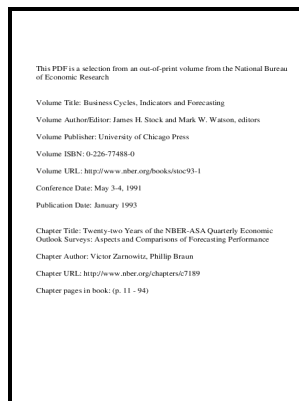 This PDF is a selection from an out-of-print volume from the National Bureau
of Economic Research
Volume Title: Business Cycles, Indicators and Forecasting
Volume Author/Editor: James H. Stock and Mark W. Watson, editors
Volume Publisher: University of Chicago Press
Volume ISBN: 0-226-77488-0
Volume URL: http://www.nber.org/books/stoc93-1
Conference Date: May 3-4, 1991
Publication Date: January 1993
Chapter Title: Twenty-two Years of the NBER-ASA Quarterly Economic
Outlook Surveys: Aspects and Comparisons of Forecasting Performance
Chapter Author: Victor Zarnowitz, Phillip Braun
Chapter URL: http://www.nber.org/chapters/c7189
Chapter pages in book: (p. 11 - 94)